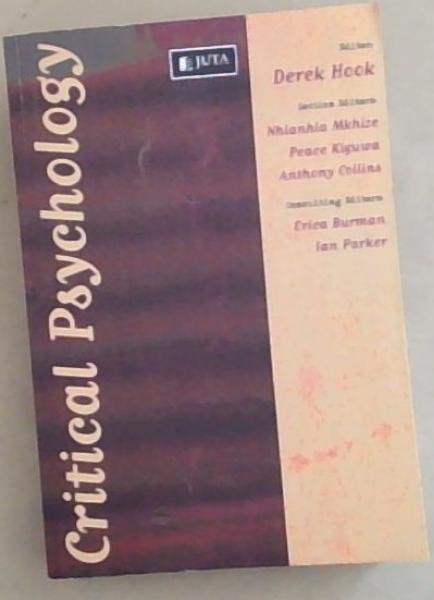 Critical Psychology
JUTA
Editor
Derek Hook
Section Editors
Nhlanhla Mkhize
Peace Kiguwa
Anthony Collins
Consulting Editors
Erica Burman
Ian Parker